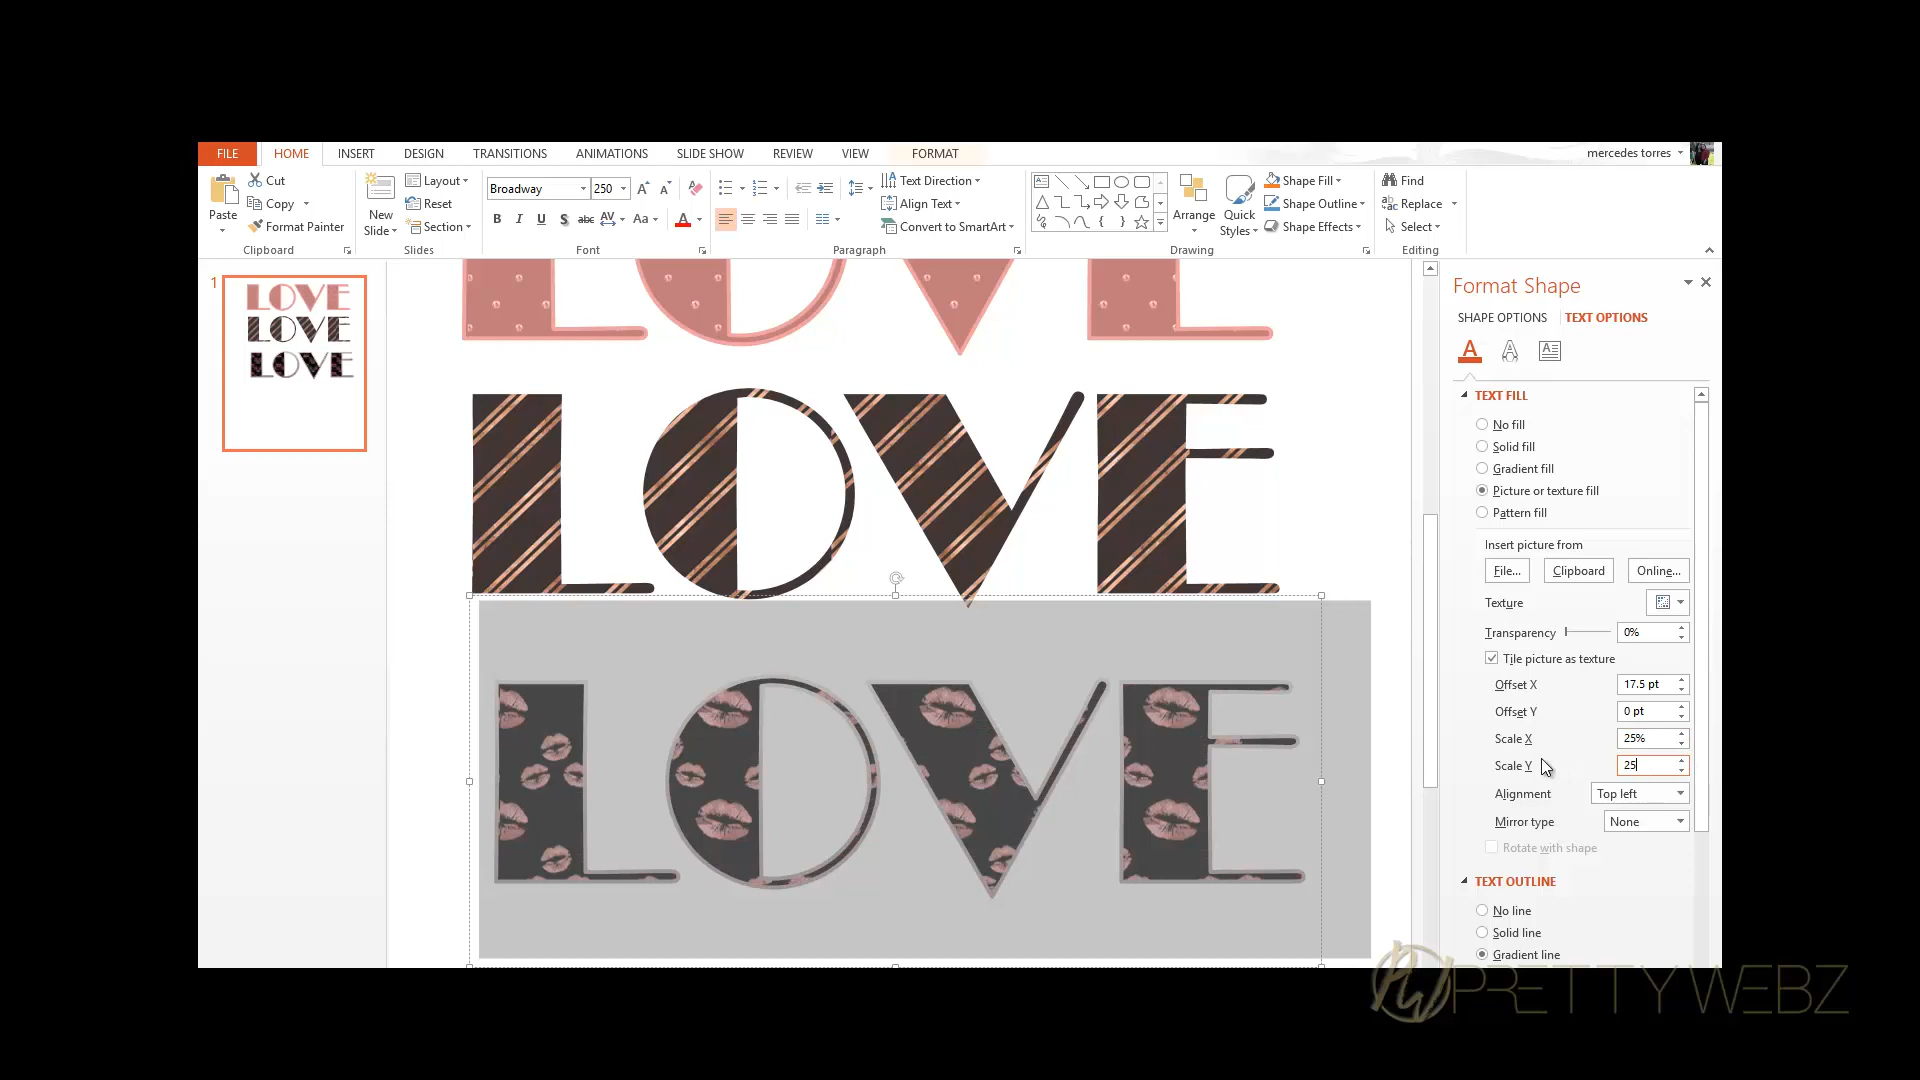 FILE HOME INSERT DESIGN TRANSITIONS ANIMATIONS SLIDE SHOW REVIEW VIEW FORMAT mercedes torres
Paste
Cut
Copy
Format Painter
Clipboard
New
Slide
Layout
Reset
Section
Slides
Broadway 250
B I U S abc AV Aa A
Font
Text Direction
Align Text
Convert to SmartArt
Paragraph
Arrange
Quick
Styles
Shape Fill
Shape Outline
Shape Effects
Drawing
Find
Replace
Select
Editing
1
LOVE
LOVE
LOVE
LOVE
LOVE
LOVE
Format Shape
SHAPE OPTIONS TEXT OPTIONS
TEXT FILL
No fill
Solid fill
Gradient fill
Picture or texture fill
Pattern fill
Insert picture from
File... Clipboard Online...
Texture
Transparency 0%
Tile picture as texture
Offset X 17.5 pt
Offset Y 0 pt
Scale X 25%
Scale Y 25
Alignment Top left
Mirror type None
Rotate with shape
TEXT OUTLINE
No line
Solid line
Gradient line
PRETTYWEBZ